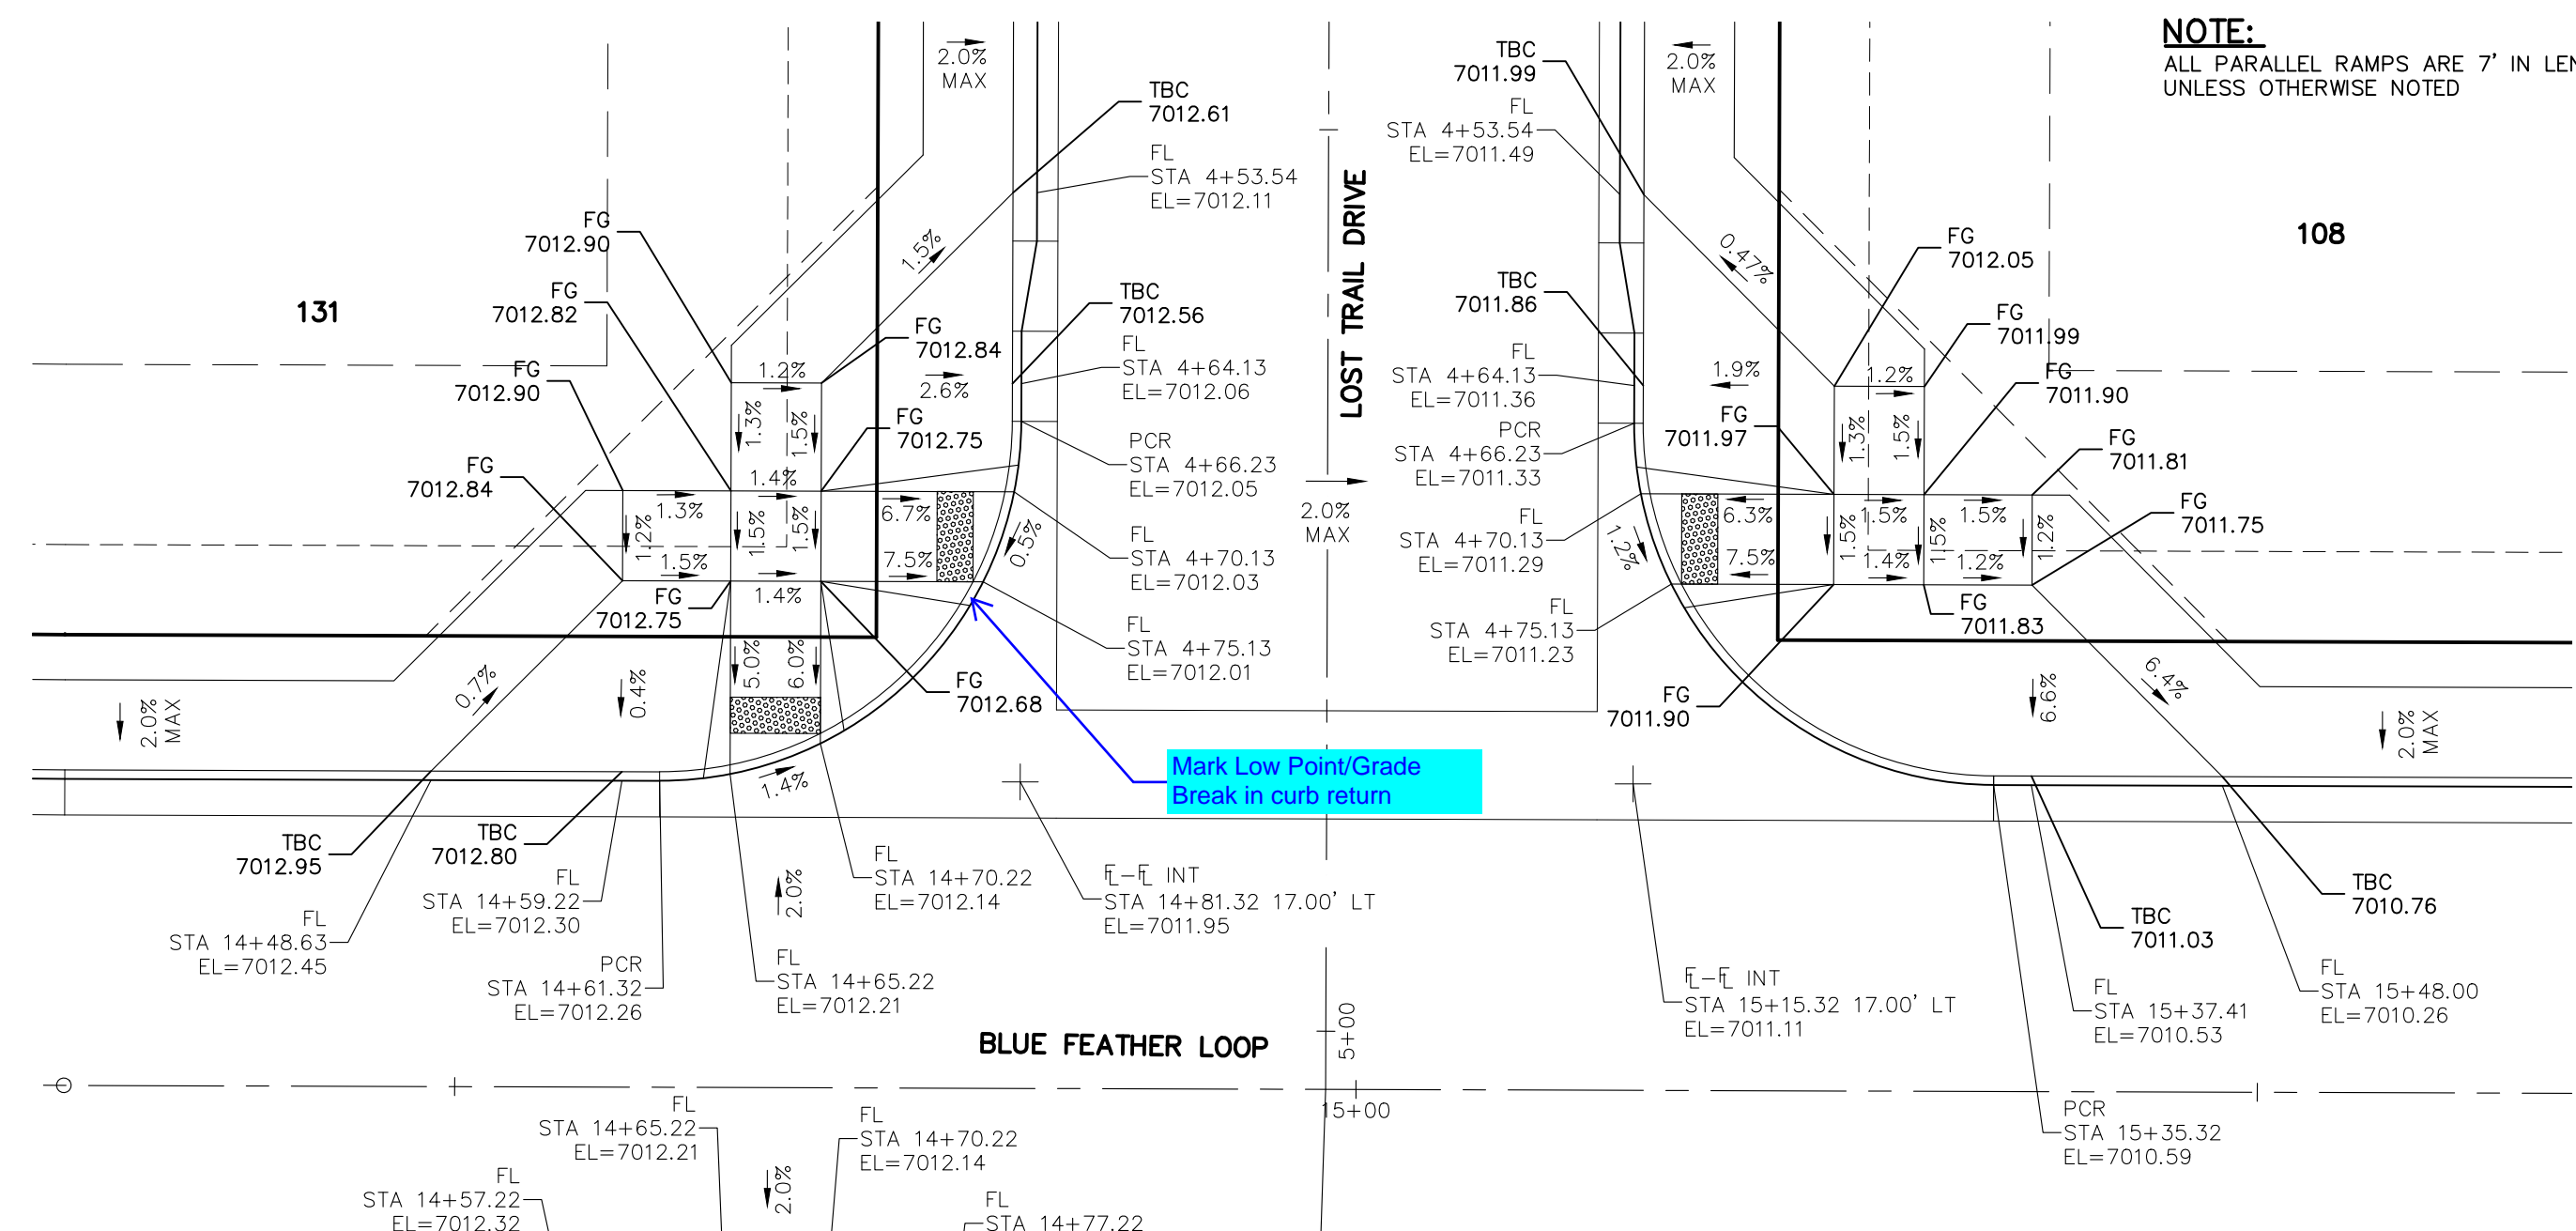 NOTE:
ALL PARALLEL RAMPS ARE 7' IN LEN
UNLESS OTHERWISE NOTED
2.0%
MAX
TBC
7012.61
FL
STA 4+53.54
EL=7012.11
FG
7012.90
1.5%
131
FG
7012.82
TBC
7012.56
FG
7012.84
FL
STA 4+64.13
EL=7012.06
FG
7012.90
1.2%
2.6%
1.3%
1.5%
FG
7012.75
PCR
STA 4+66.23
EL=7012.05
FG
7012.84
1.4%
1.3%
6.7%
1.2%
1.5%
1.5%
0.5%
FL
STA 4+70.13
EL=7012.03
1.5%
7.5%
FG
7012.75
1.4%
FL
STA 4+75.13
EL=7012.01
5.0%
6.0%
FG
7012.68
0.7%
0.4%
2.0%
MAX
Mark Low Point/Grade
Break in curb return
1.4%
TBC
7012.95
TBC
7012.80
FL
STA 14+59.22
EL=7012.30
FL
STA 14+48.63
EL=7012.45
PCR
STA 14+61.32
EL=7012.26
2.0%
FL
STA 14+70.22
EL=7012.14
FL
STA 14+65.22
EL=7012.21
FL-FL INT
STA 14+81.32 17.00' LT
EL=7011.95
LOST TRAIL DRIVE
2.0%
MAX
TBC
7011.99
2.0%
MAX
FL
STA 4+53.54
EL=7011.49
0.47%
FG
7012.05
108
TBC
7011.86
FG
7011.99
FL
STA 4+64.13
EL=7011.36
1.9%
1.2%
FG
7011.90
FG
7011.97
1.3%
1.5%
PCR
STA 4+66.23
EL=7011.33
FG
7011.81
FG
7011.75
FL
STA 4+70.13
EL=7011.29
6.3%
1.5%
1.5%
1.2%
1.5%
1.5%
1.2%
7.5%
1.4%
1.2%
FL
STA 4+75.13
EL=7011.23
FG
7011.83
FG
7011.90
6.6%
6.4%
2.0%
MAX
TBC
7010.76
TBC
7011.03
FL-FL INT
STA 15+15.32 17.00' LT
EL=7011.11
FL
STA 15+37.41
EL=7010.53
FL
STA 15+48.00
EL=7010.26
PCR
STA 15+35.32
EL=7010.59
BLUE FEATHER LOOP
5+00
15+00
FL
STA 14+65.22
EL=7012.21
FL
STA 14+70.22
EL=7012.14
2.0%
FL
STA 14+57.22
EL=7012.32
FL
STA 14+77.22